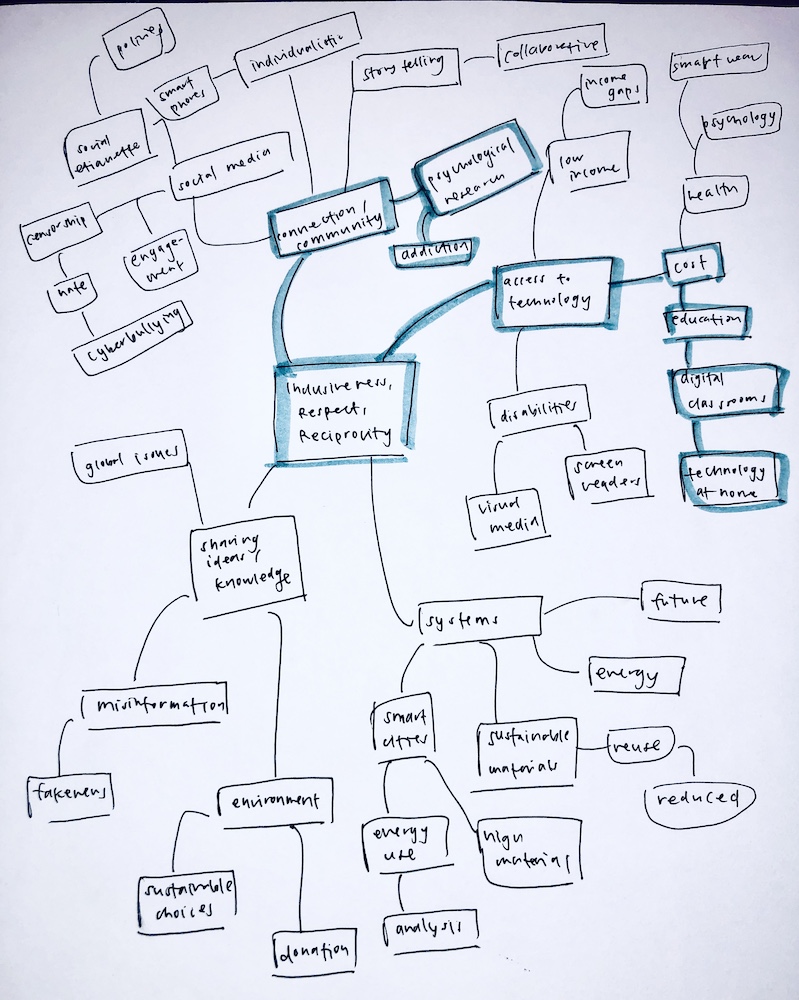 policies
smart
phones
individualistic
story telling
collaborative
income
gaps
smart wear
social
etiquette
social media
psychological
research
low
income
psychology
censorship
engage-
ment
connection/
community
addiction
health
hate
cyberbullying
access to
technology
cost
education
inclusiveness,
respect,
reciprocity
digital
classrooms
disabilities
global issues
screen
readers
technology
at home
visual
media
sharing
ideas/
knowledge
systems
future
energy
misinformation
smart
cities
sustainable
materials
reuse
reduced
fakenews
environment
energy
use
high
materials
sustainable
choices
analysis
donation